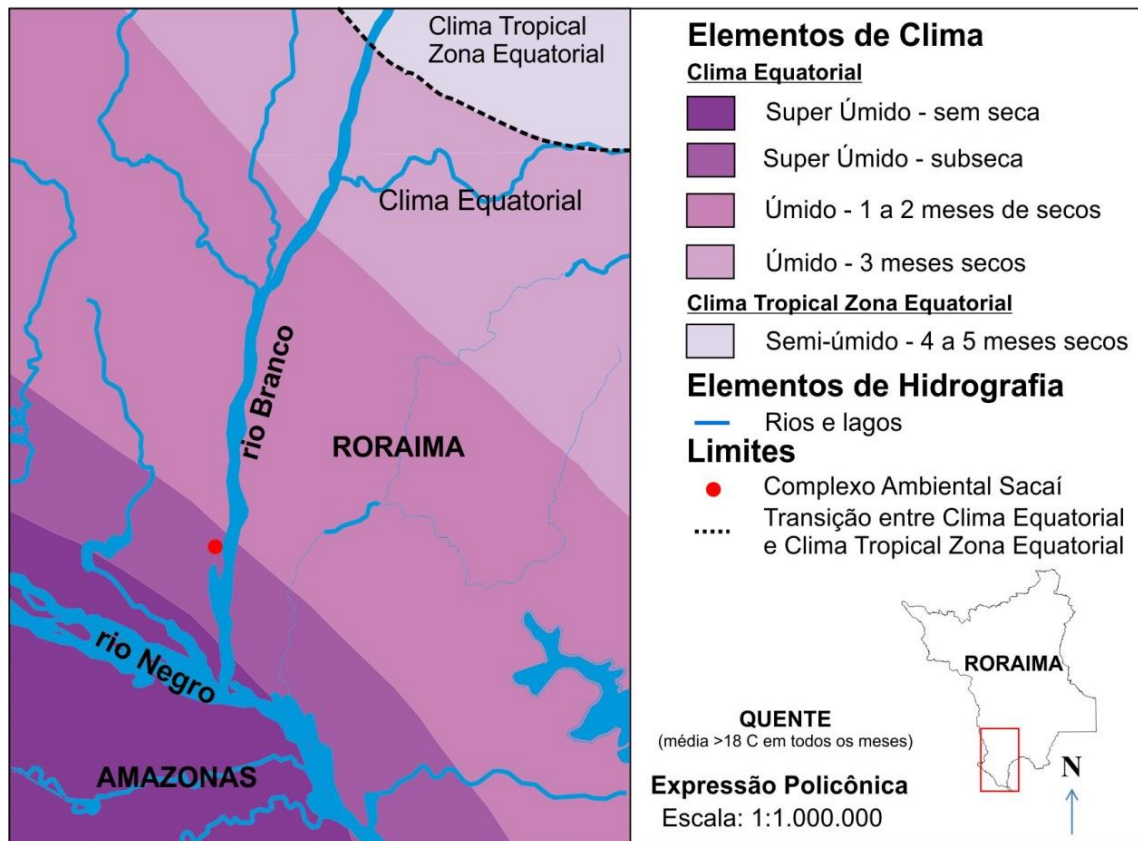 Clima Tropical
Zona Equatorial
Clima Equatorial
rio Branco
RORAIMA
rio Negro
AMAZONAS
Elementos de Clima
Clima Equatorial
Super Úmido - sem seca
Super Úmido - subseca
Úmido - 1 a 2 meses de secos
Úmido - 3 meses secos
Clima Tropical Zona Equatorial
Semi-úmido - 4 a 5 meses secos
Elementos de Hidrografia
Rios e lagos
Limites
Complexo Ambiental Sacaí
Transição entre Clima Equatorial
e Clima Tropical Zona Equatorial
RORAIMA
QUENTE
(média >18 C em todos os meses)
N
Expressão Policônica
Escala: 1:1.000.000